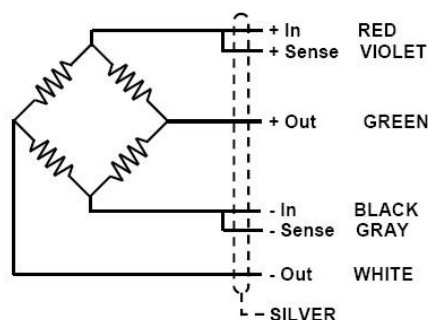 + In RED
+ Sense VIOLET
+ Out GREEN
- In BLACK
- Sense GRAY
- Out WHITE
SILVER